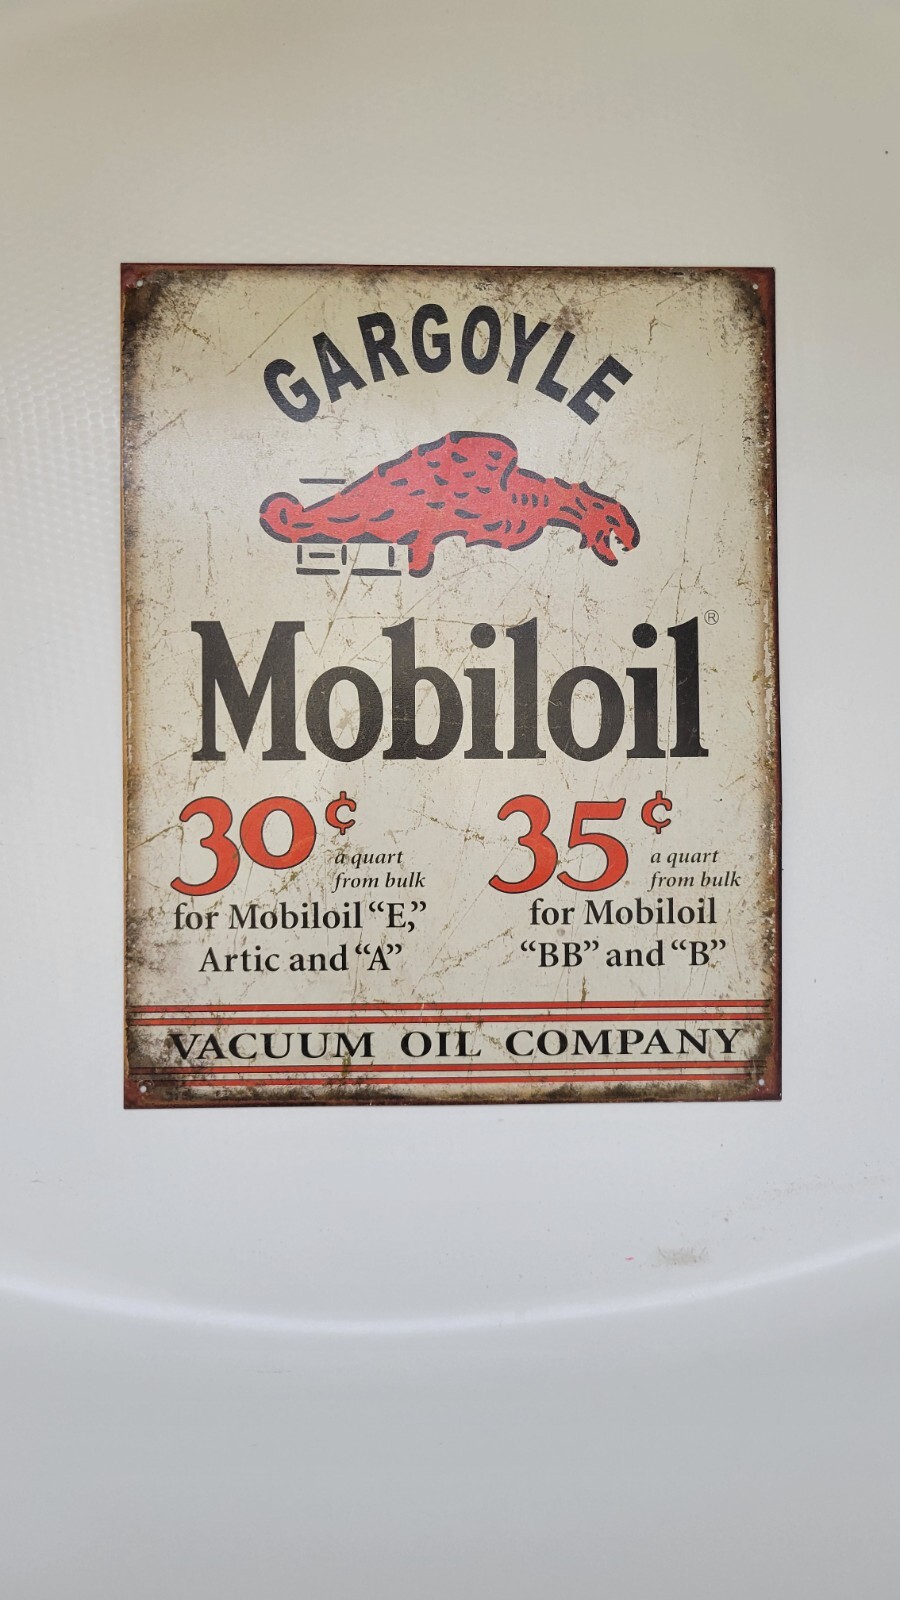 GARGOYLE
Mobiloil®
30¢ a quart from bulk
for Mobiloil “E,”
Artic and “A”
35¢ a quart from bulk
for Mobiloil
“BB” and “B”
VACUUM OIL COMPANY